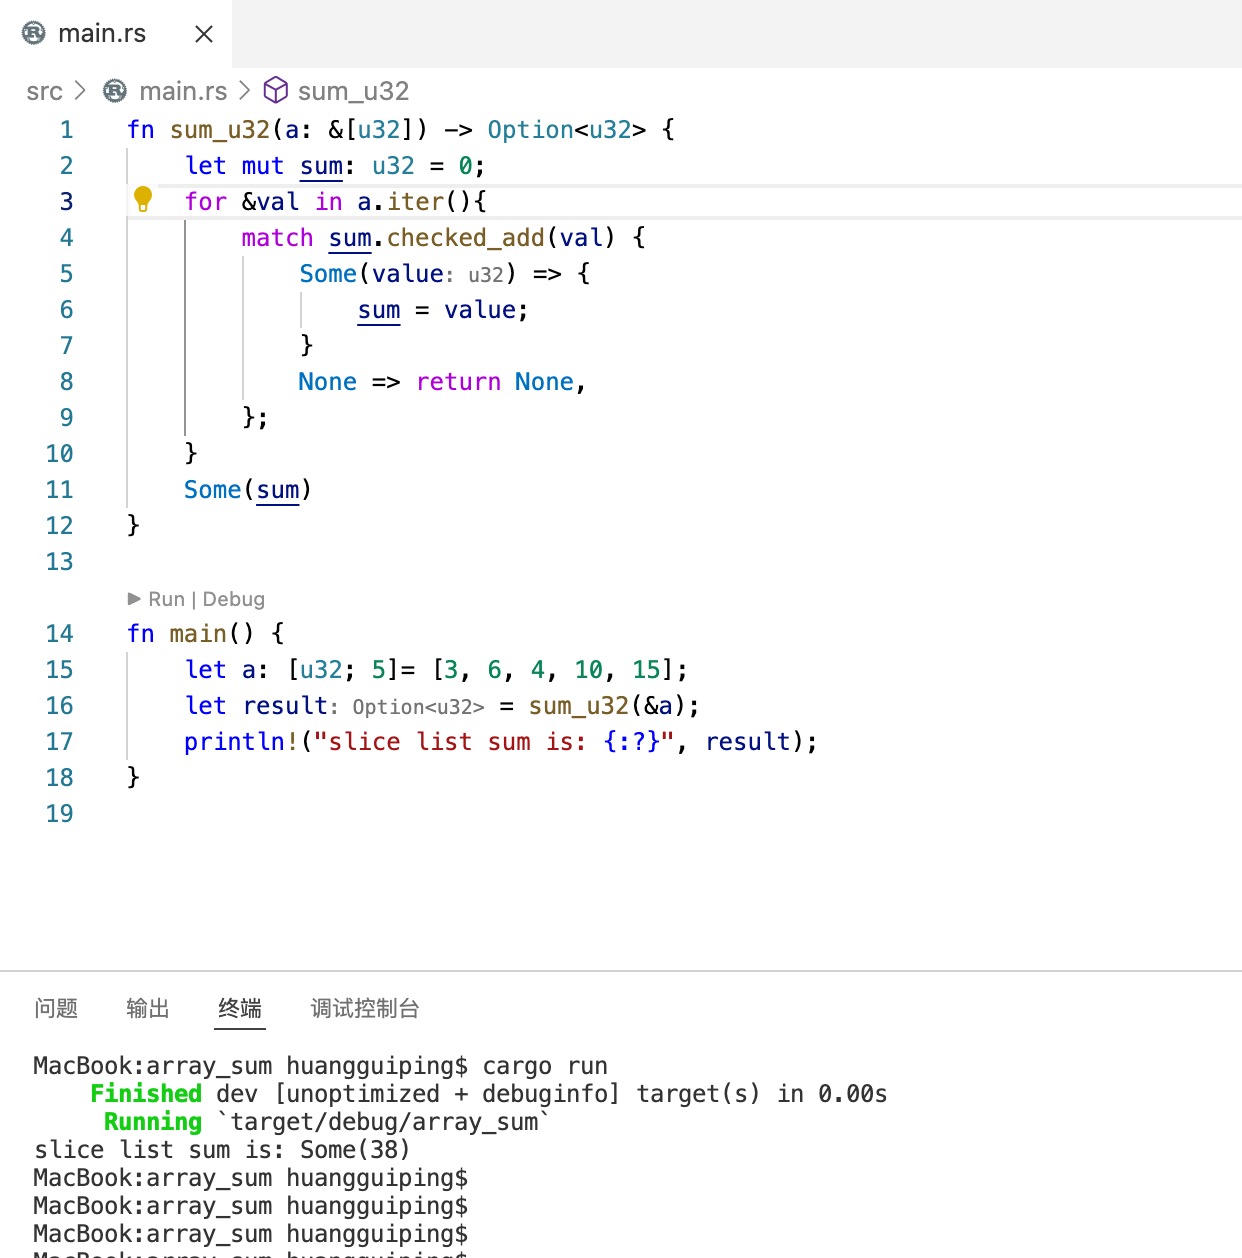 main.rs
src > main.rs > sum_u32
1 fn sum_u32(a: &[u32]) -> Option<u32> {
2     let mut sum: u32 = 0;
3     for &val in a.iter(){
4         match sum.checked_add(val) {
5             Some(value: u32) => {
6                 sum = value;
7             }
8             None => return None,
9         };
10     }
11     Some(sum)
12 }
13
Run | Debug
14 fn main() {
15     let a: [u32; 5]= [3, 6, 4, 10, 15];
16     let result: Option<u32> = sum_u32(&a);
17     println!("slice list sum is: {:?}", result);
18 }
19
问题 输出 终端 调试控制台
MacBook:array_sum huangguiping$ cargo run
    Finished dev [unoptimized + debuginfo] target(s) in 0.00s
     Running `target/debug/array_sum`
slice list sum is: Some(38)
MacBook:array_sum huangguiping$
MacBook:array_sum huangguiping$
MacBook:array_sum huangguiping$
MacBook:array_sum huangguiping$